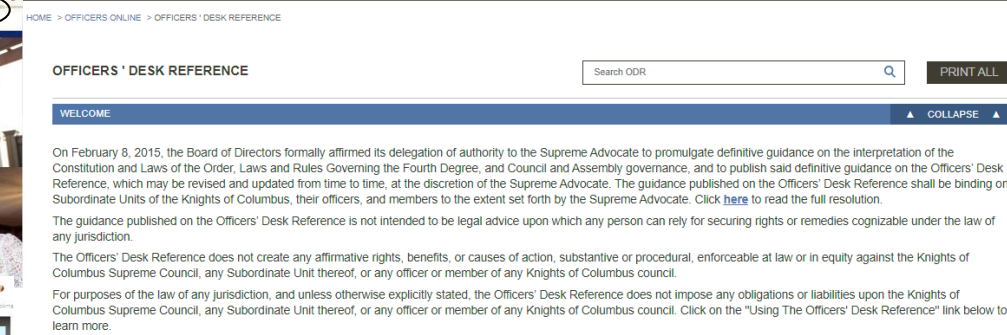 HOME > OFFICERS ONLINE > OFFICERS ' DESK REFERENCE
OFFICERS ' DESK REFERENCE
Search ODR
PRINT ALL
WELCOME
▲ COLLAPSE ▲
On February 8, 2015, the Board of Directors formally affirmed its delegation of authority to the Supreme Advocate to promulgate definitive guidance on the interpretation of the
Constitution and Laws of the Order, Laws and Rules Governing the Fourth Degree, and Council and Assembly governance, and to publish said definitive guidance on the Officers' Desk
Reference, which may be revised and updated from time to time, at the discretion of the Supreme Advocate. The guidance published on the Officers' Desk Reference shall be binding on
Subordinate Units of the Knights of Columbus, their officers, and members to the extent set forth by the Supreme Advocate. Click here to read the full resolution.
The guidance published on the Officers' Desk Reference is not intended to be legal advice upon which any person can rely for securing rights or remedies cognizable under the law of
any jurisdiction.
The Officers' Desk Reference does not create any affirmative rights, benefits, or causes of action, substantive or procedural, enforceable at law or in equity against the Knights of
Columbus Supreme Council, any Subordinate Unit thereof, or any officer or member of any Knights of Columbus council.
For purposes of the law of any jurisdiction, and unless otherwise explicitly stated, the Officers' Desk Reference does not impose any obligations or liabilities upon the Knights of
Columbus Supreme Council, any Subordinate Unit thereof, or any officer or member of any Knights of Columbus council. Click on the "Using The Officers' Desk Reference" link below to
learn more.